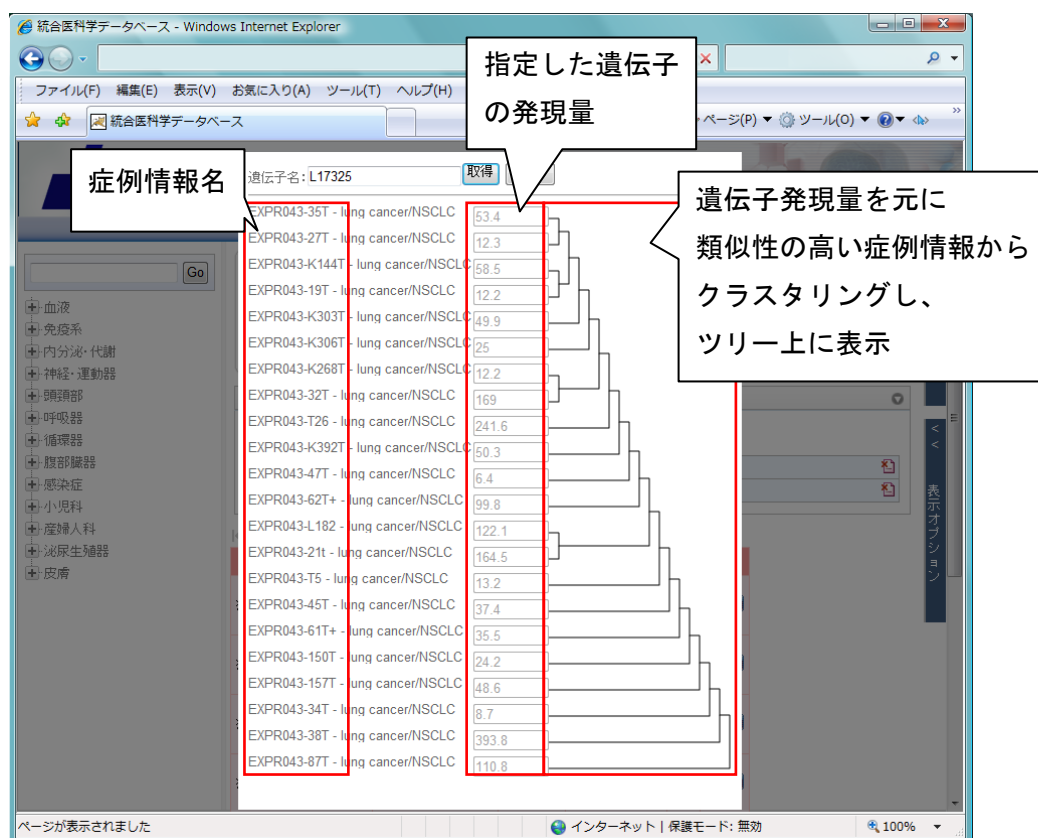 統合医科学データベース - Windows Internet Explorer
指定した遺伝子
の発現量
ファイル(F) 編集(E) 表示(V) お気に入り(A) ツール(T) ヘルプ(H)
統合医科学データベース
ページ(P) ツール(O)
症例情報名
遺伝子名: L17325 取得
遺伝子発現量を元に
類似性の高い症例情報から
クラスタリングし、
ツリー上に表示
Go
血液
免疫系
内分泌・代謝
神経・運動器
頭頚部
呼吸器
循環器
腹部臓器
感染症
小児科
産婦人科
泌尿生殖器
皮膚
EXPR043-35T - lung cancer/NSCLC 53.4
EXPR043-27T - lung cancer/NSCLC 12.3
EXPR043-K144T - lung cancer/NSCLC 58.5
EXPR043-19T - lung cancer/NSCLC 12.2
EXPR043-K303T - lung cancer/NSCLC 49.9
EXPR043-K306T - lung cancer/NSCLC 25
EXPR043-K268T - lung cancer/NSCLC 12.2
EXPR043-32T - lung cancer/NSCLC 169
EXPR043-T26 - lung cancer/NSCLC 241.6
EXPR043-K392T - lung cancer/NSCLC 50.3
EXPR043-47T - lung cancer/NSCLC 6.4
EXPR043-62T+ - lung cancer/NSCLC 99.8
EXPR043-L182 - lung cancer/NSCLC 122.1
EXPR043-21t - lung cancer/NSCLC 164.5
EXPR043-T5 - lung cancer/NSCLC 13.2
EXPR043-45T - lung cancer/NSCLC 37.4
EXPR043-61T+ - lung cancer/NSCLC 35.5
EXPR043-150T - lung cancer/NSCLC 24.2
EXPR043-157T - lung cancer/NSCLC 48.6
EXPR043-34T - lung cancer/NSCLC 8.7
EXPR043-38T - lung cancer/NSCLC 393.8
EXPR043-87T - lung cancer/NSCLC 110.8
<< 表示オプション
ページが表示されました
インターネット | 保護モード: 無効
100%